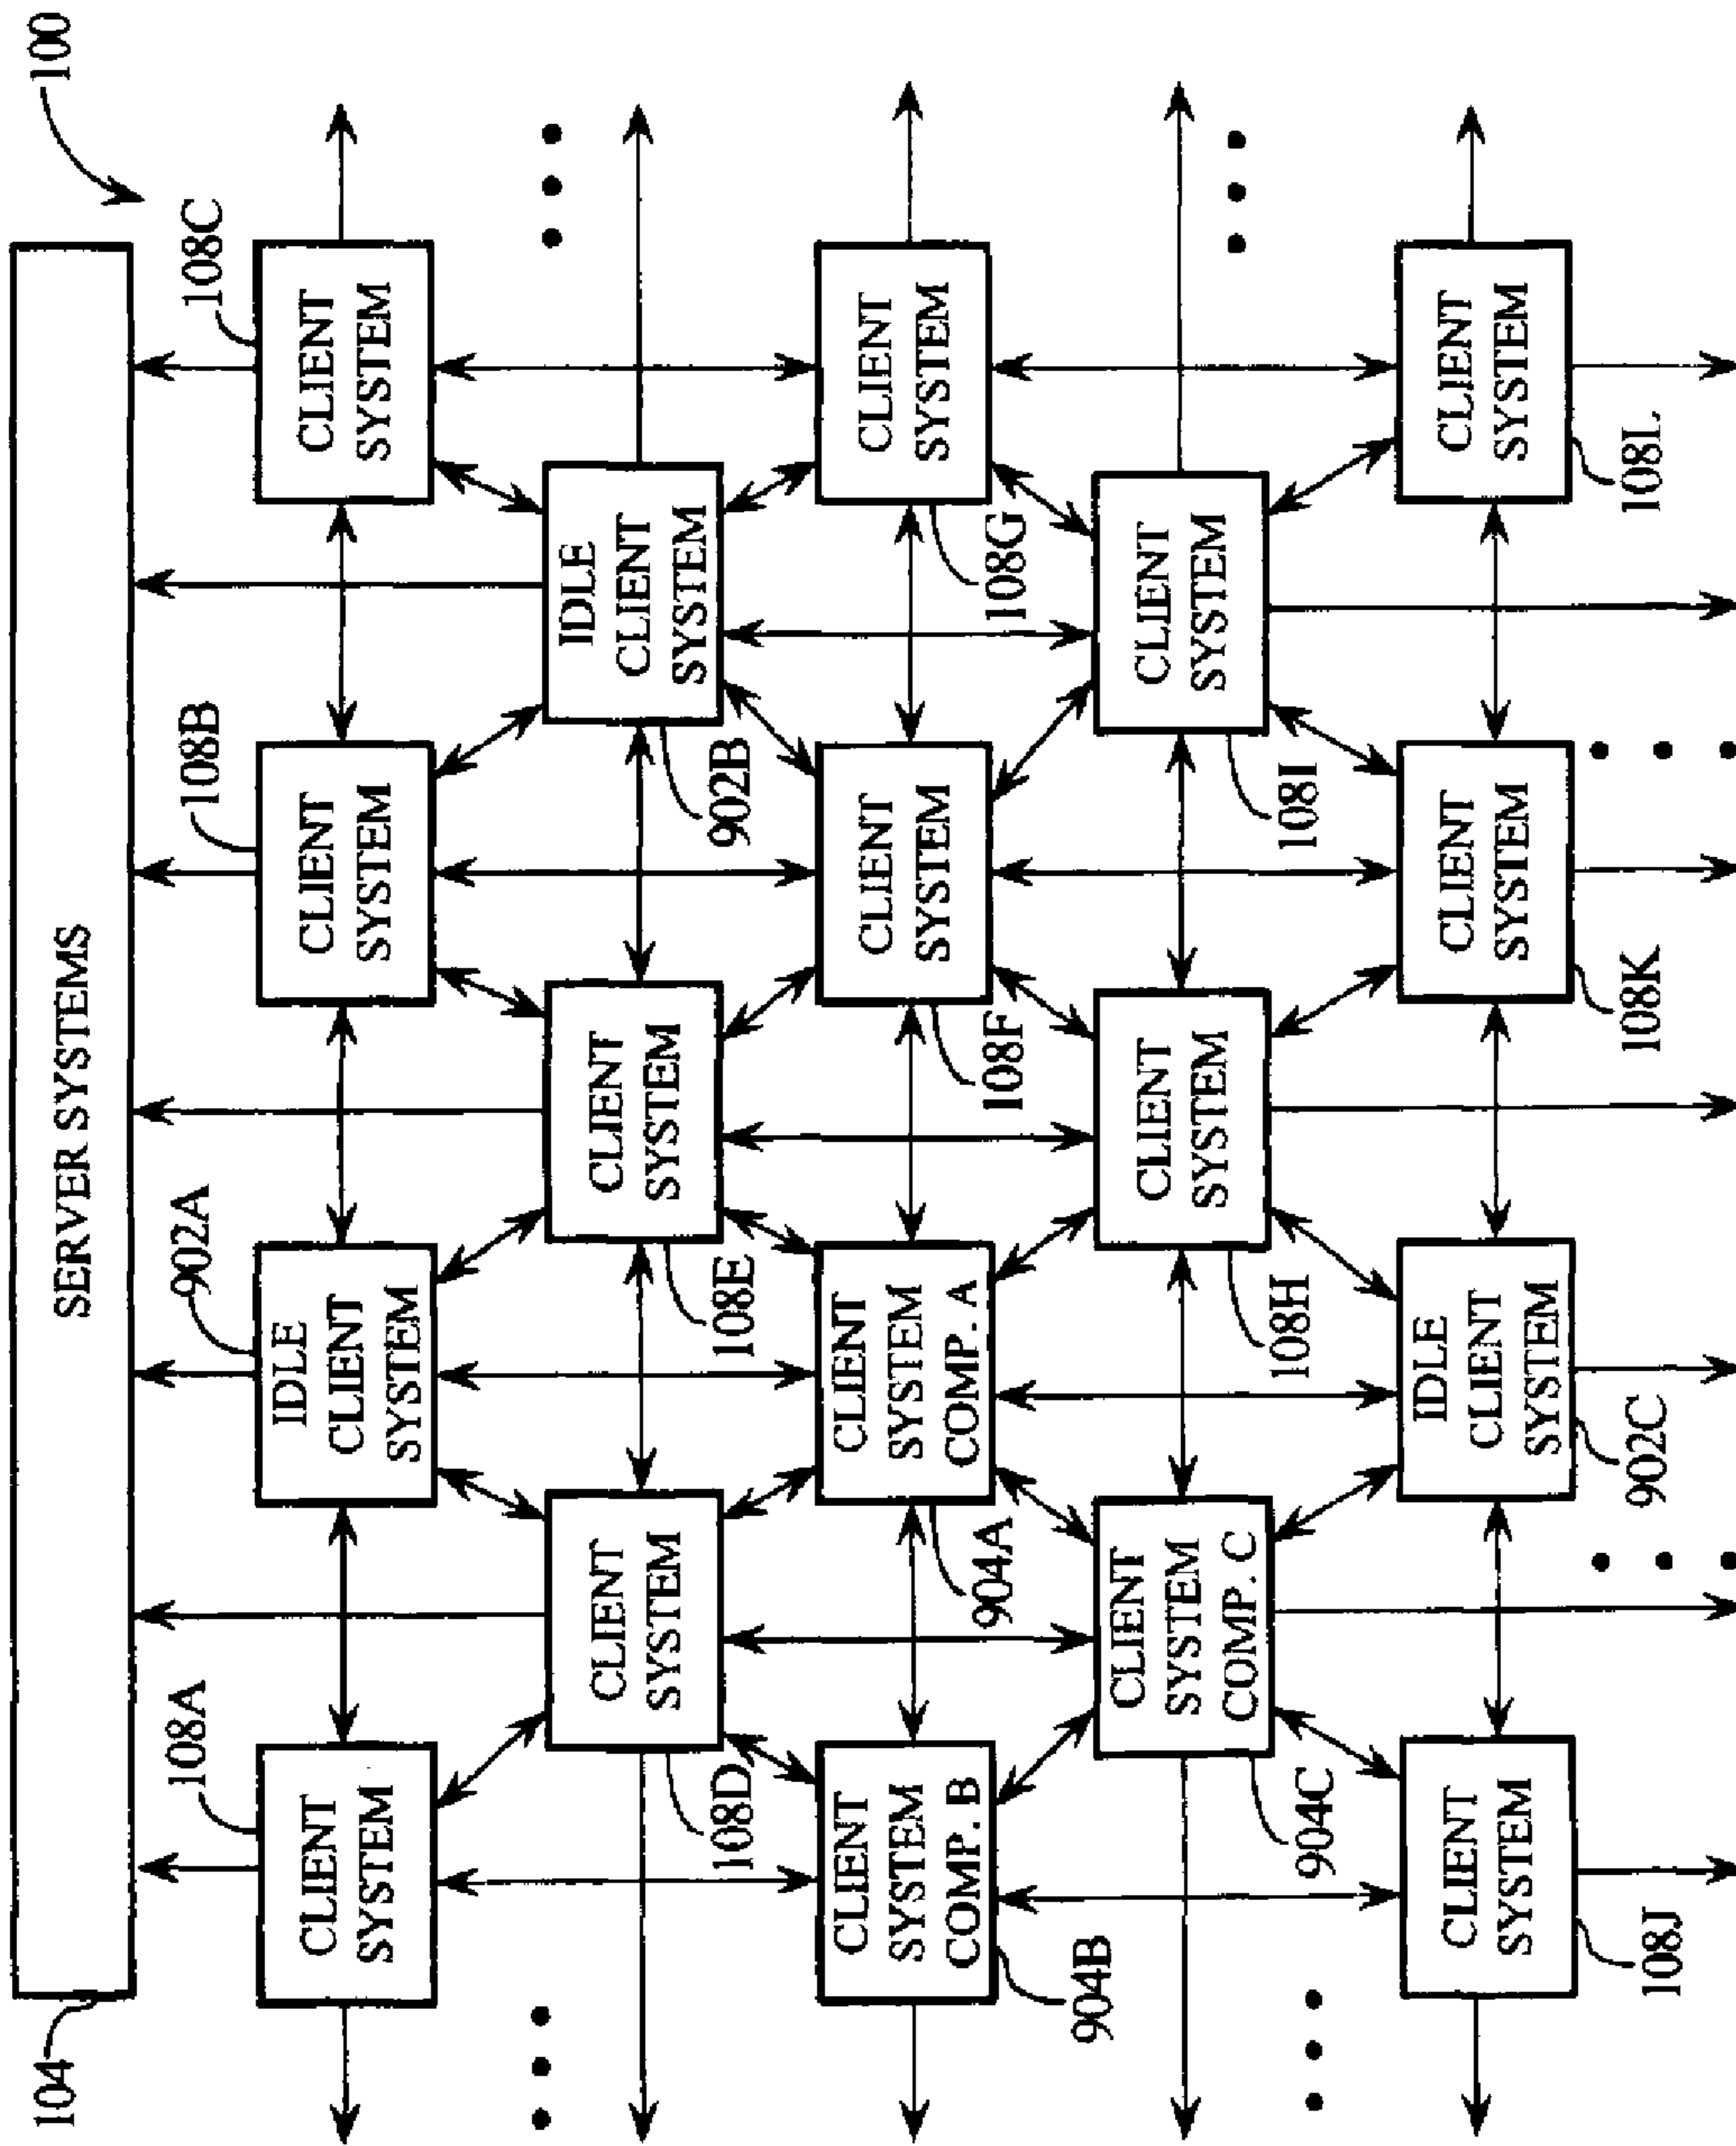 100
104
SERVER SYSTEMS
108A
902A
108B
108C
CLIENT
SYSTEM
IDLE
CLIENT
SYSTEM
CLIENT
SYSTEM
CLIENT
SYSTEM
CLIENT
SYSTEM
CLIENT
SYSTEM
IDLE
CLIENT
SYSTEM
108D
108E
902B
CLIENT
SYSTEM
COMP. B
CLIENT
SYSTEM
COMP. A
CLIENT
SYSTEM
CLIENT
SYSTEM
904B
904A
108F
108G
CLIENT
SYSTEM
COMP. C
CLIENT
SYSTEM
CLIENT
SYSTEM
904C
108H
108I
CLIENT
SYSTEM
IDLE
CLIENT
SYSTEM
CLIENT
SYSTEM
CLIENT
SYSTEM
108J
902C
108K
108L